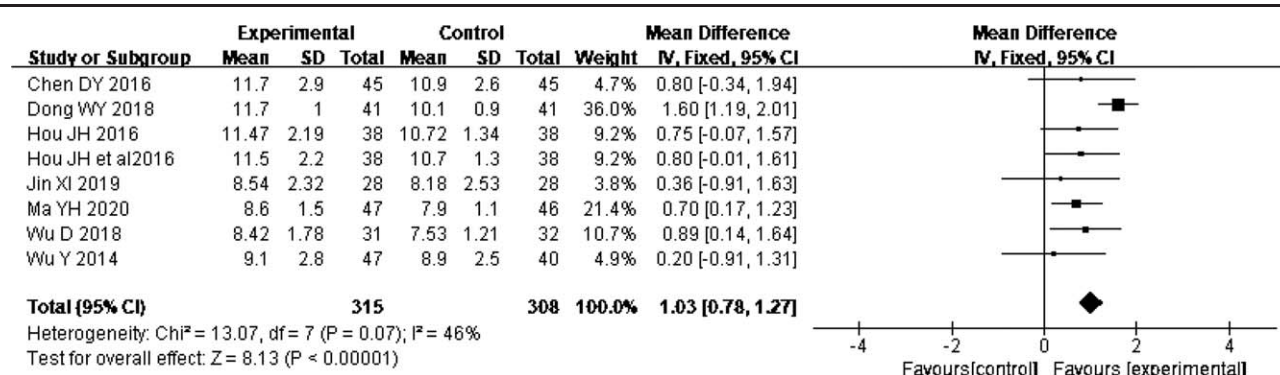 Experimental Control Mean Difference Mean Difference
Study or Subgroup Mean SD Total Mean SD Total Weight IV, Fixed, 95% CI IV, Fixed, 95% CI
Chen DY 2016 11.7 2.9 45 10.9 2.6 45 4.7% 0.80 [-0.34, 1.94]
Dong WY 2018 11.7 1 41 10.1 0.9 41 36.0% 1.60 [1.19, 2.01]
Hou JH 2016 11.47 2.19 38 10.72 1.34 38 9.2% 0.75 [-0.07, 1.57]
Hou JH et al2016 11.5 2.2 38 10.7 1.3 38 9.2% 0.80 [-0.01, 1.61]
Jin XI 2019 8.54 2.32 28 8.18 2.53 28 3.8% 0.36 [-0.91, 1.63]
Ma YH 2020 8.6 1.5 47 7.9 1.1 46 21.4% 0.70 [0.17, 1.23]
Wu D 2018 8.42 1.78 31 7.53 1.21 32 10.7% 0.89 [0.14, 1.64]
Wu Y 2014 9.1 2.8 47 8.9 2.5 40 4.9% 0.20 [-0.91, 1.31]
Total (95% CI) 315 308 100.0% 1.03 [0.78, 1.27]
Heterogeneity: Chi² = 13.07, df = 7 (P = 0.07); I² = 46%
Test for overall effect: Z = 8.13 (P < 0.00001)
-4 -2 0 2 4
Favours[control] Favours [experimental]